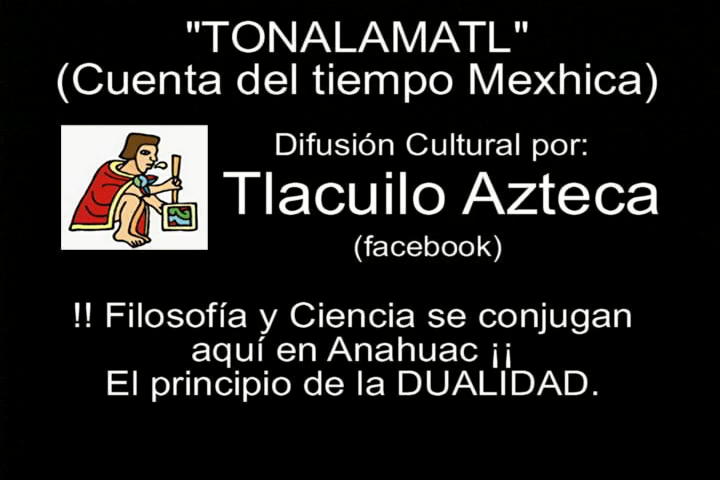 "TONALAMATL"
(Cuenta del tiempo Mexhica)
Difusión Cultural por:
Tlacuilo Azteca
(facebook)
!! Filosofía y Ciencia se conjugan
aquí en Anahuac ¡¡
El principio de la DUALIDAD.